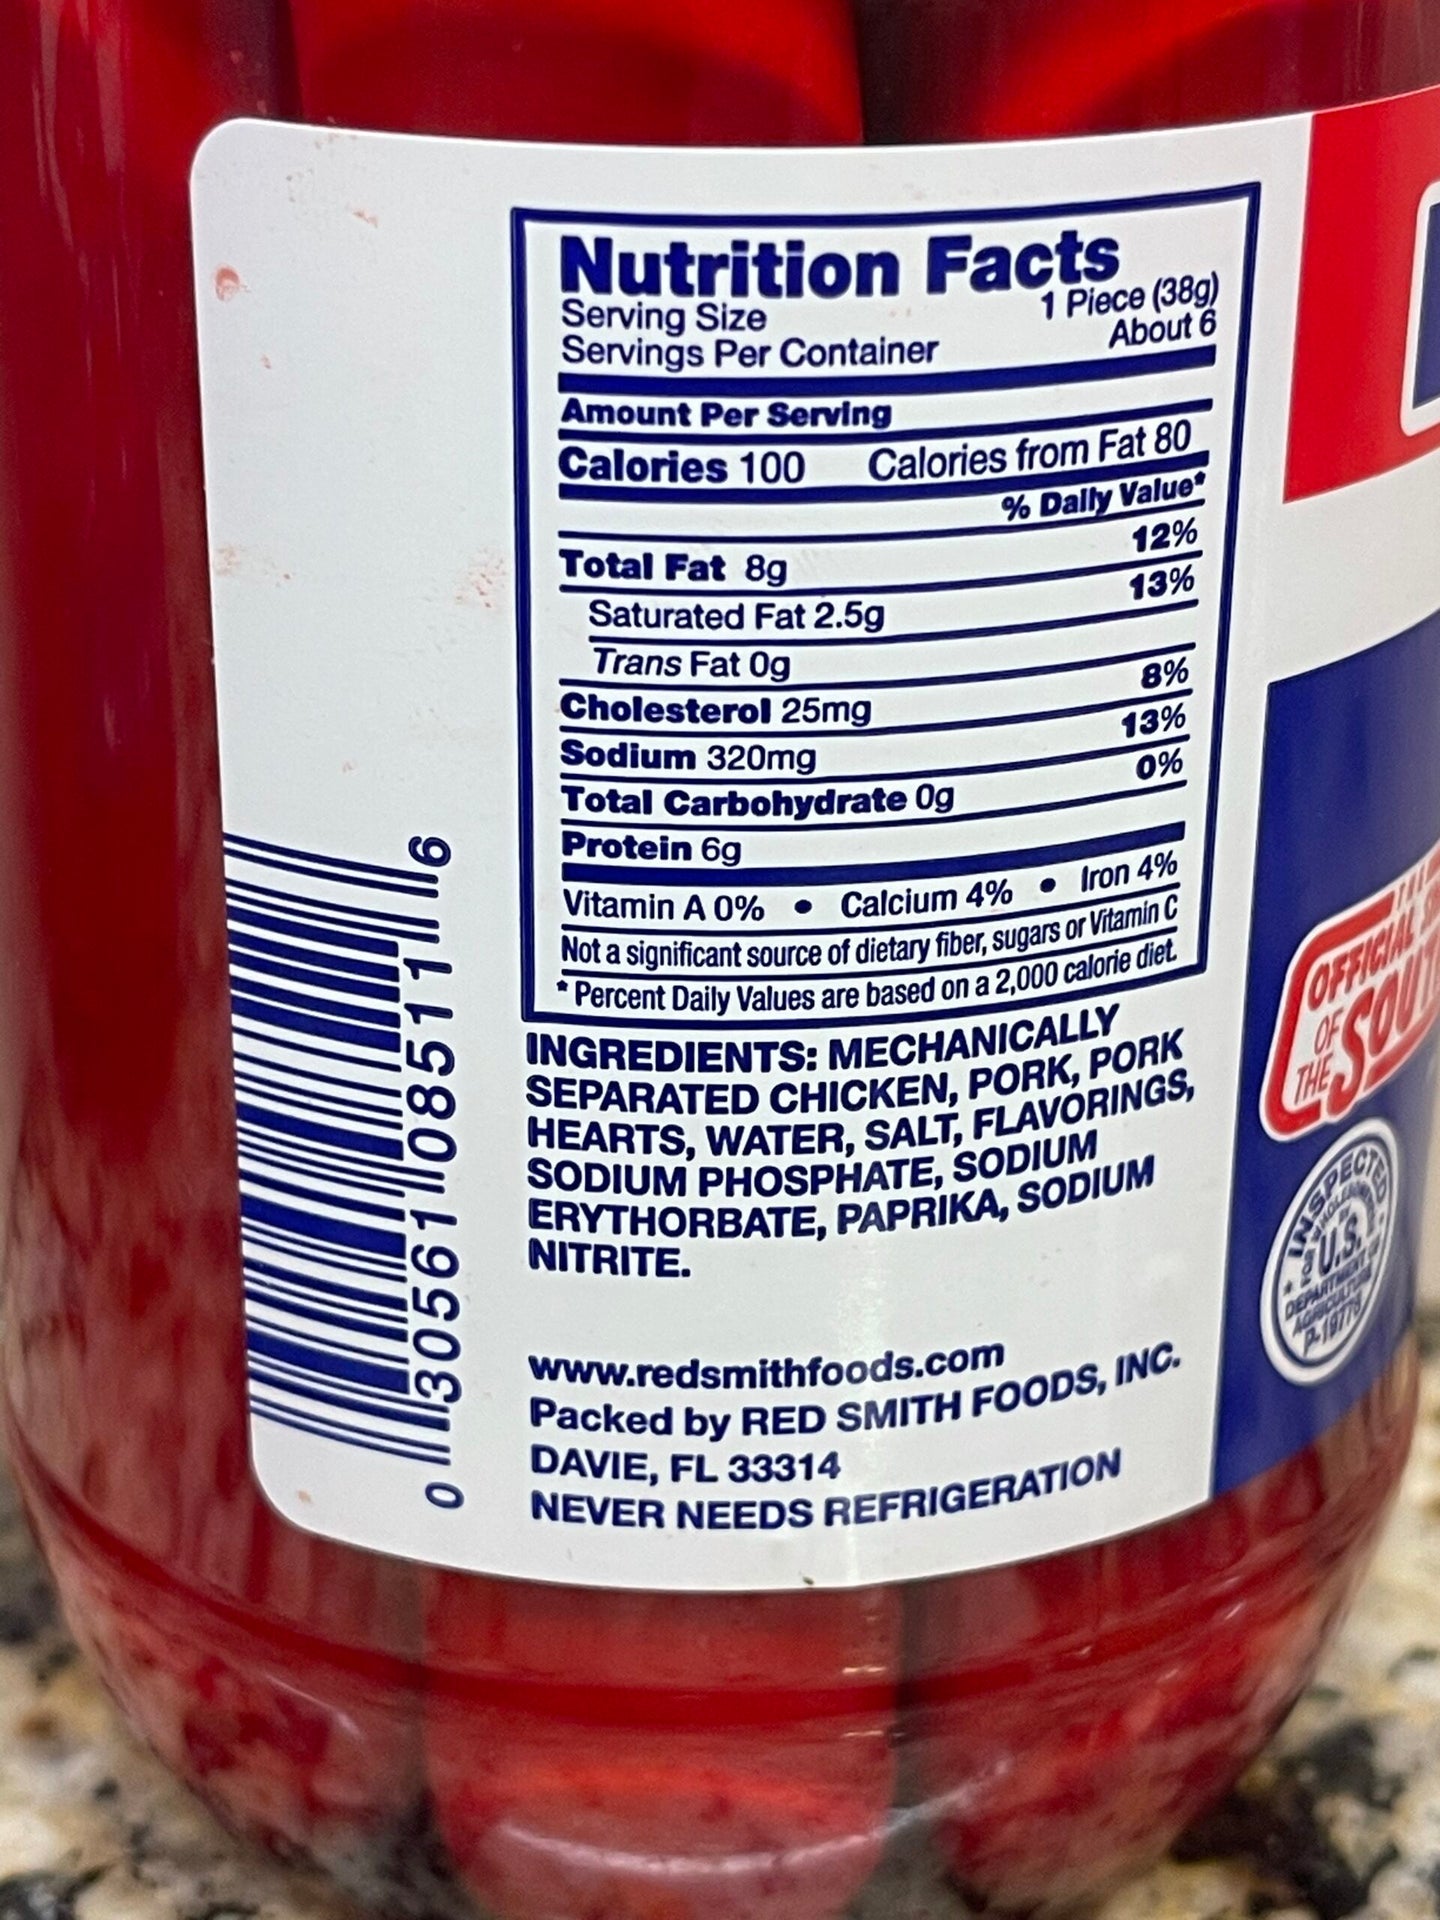 Nutrition Facts
Serving Size 1 Piece (38g)
Servings Per Container About 6
Amount Per Serving
Calories 100 Calories from Fat 80
% Daily Value*
Total Fat 8g 12%
Saturated Fat 2.5g 13%
Trans Fat 0g
Cholesterol 25mg 8%
Sodium 320mg 13%
Total Carbohydrate 0g 0%
Protein 6g
Vitamin A 0% • Calcium 4% • Iron 4%
Not a significant source of dietary fiber, sugars or Vitamin C
* Percent Daily Values are based on a 2,000 calorie diet.
INGREDIENTS: MECHANICALLY
SEPARATED CHICKEN, PORK, PORK
HEARTS, WATER, SALT, FLAVORINGS,
SODIUM PHOSPHATE, SODIUM
ERYTHORBATE, PAPRIKA, SODIUM
NITRITE.
www.redsmithfoods.com
Packed by RED SMITH FOODS, INC.
DAVIE, FL 33314
NEVER NEEDS REFRIGERATION
0 30561 08511 6
OFFICIAL
OF
THE
INSPECTED
FOR WHOLESOMENESS BY
U.S.
DEPARTMENT OF
AGRICULTURE